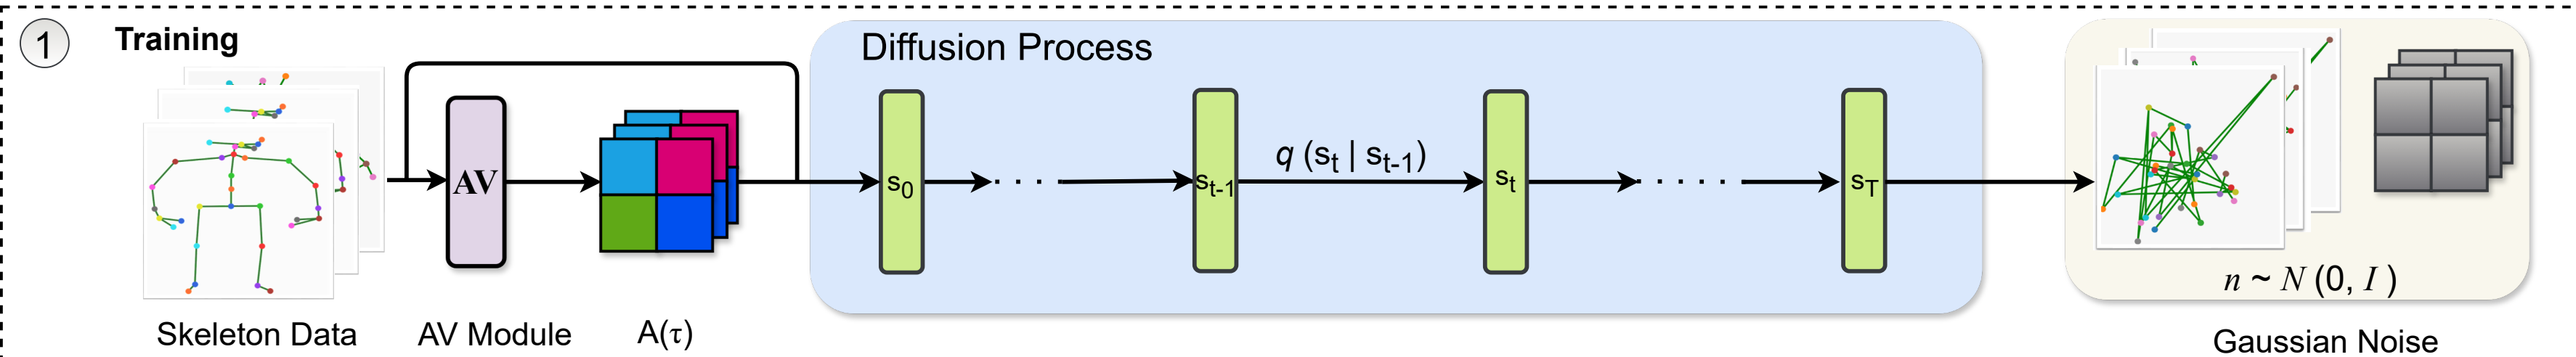 1
Training
Diffusion Process
AV
s0
. . . .
st-1
q (st | st-1)
st
. . . . .
sT
n ~ N (0, I )
Skeleton Data
AV Module
A(τ)
Gaussian Noise